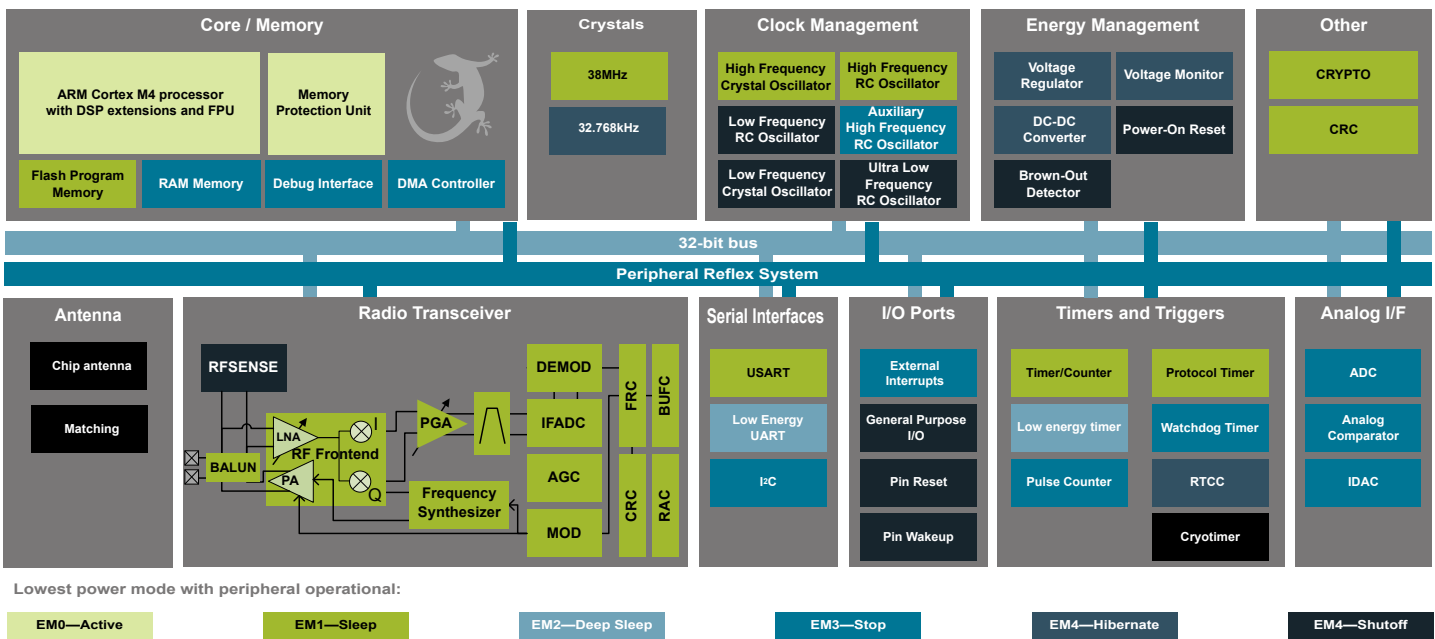 Core / Memory
ARM Cortex M4 processor
with DSP extensions and FPU
Memory
Protection Unit
Flash Program
Memory
RAM Memory
Debug Interface
DMA Controller
Crystals
38MHz
32.768kHz
Clock Management
High Frequency
Crystal Oscillator
High Frequency
RC Oscillator
Low Frequency
RC Oscillator
Auxiliary
High Frequency
RC Oscillator
Low Frequency
Crystal Oscillator
Ultra Low
Frequency
RC Oscillator
Energy Management
Voltage
Regulator
Voltage Monitor
DC-DC
Converter
Power-On Reset
Brown-Out
Detector
Other
CRYPTO
CRC
32-bit bus
Peripheral Reflex System
Antenna
Chip antenna
Matching
Radio Transceiver
RFSENSE
LNA
I
RF Frontend
PA
Q
BALUN
PGA
Frequency
Synthesizer
DEMOD
IFADC
AGC
MOD
FRC
BUFC
CRC
RAC
Serial Interfaces
USART
Low Energy
UART
I²C
I/O Ports
External
Interrupts
General Purpose
I/O
Pin Reset
Pin Wakeup
Timers and Triggers
Timer/Counter
Protocol Timer
Low energy timer
Watchdog Timer
Pulse Counter
RTCC
Cryotimer
Analog I/F
ADC
Analog
Comparator
IDAC
Lowest power mode with peripheral operational:
EM0—Active
EM1—Sleep
EM2—Deep Sleep
EM3—Stop
EM4—Hibernate
EM4—Shutoff